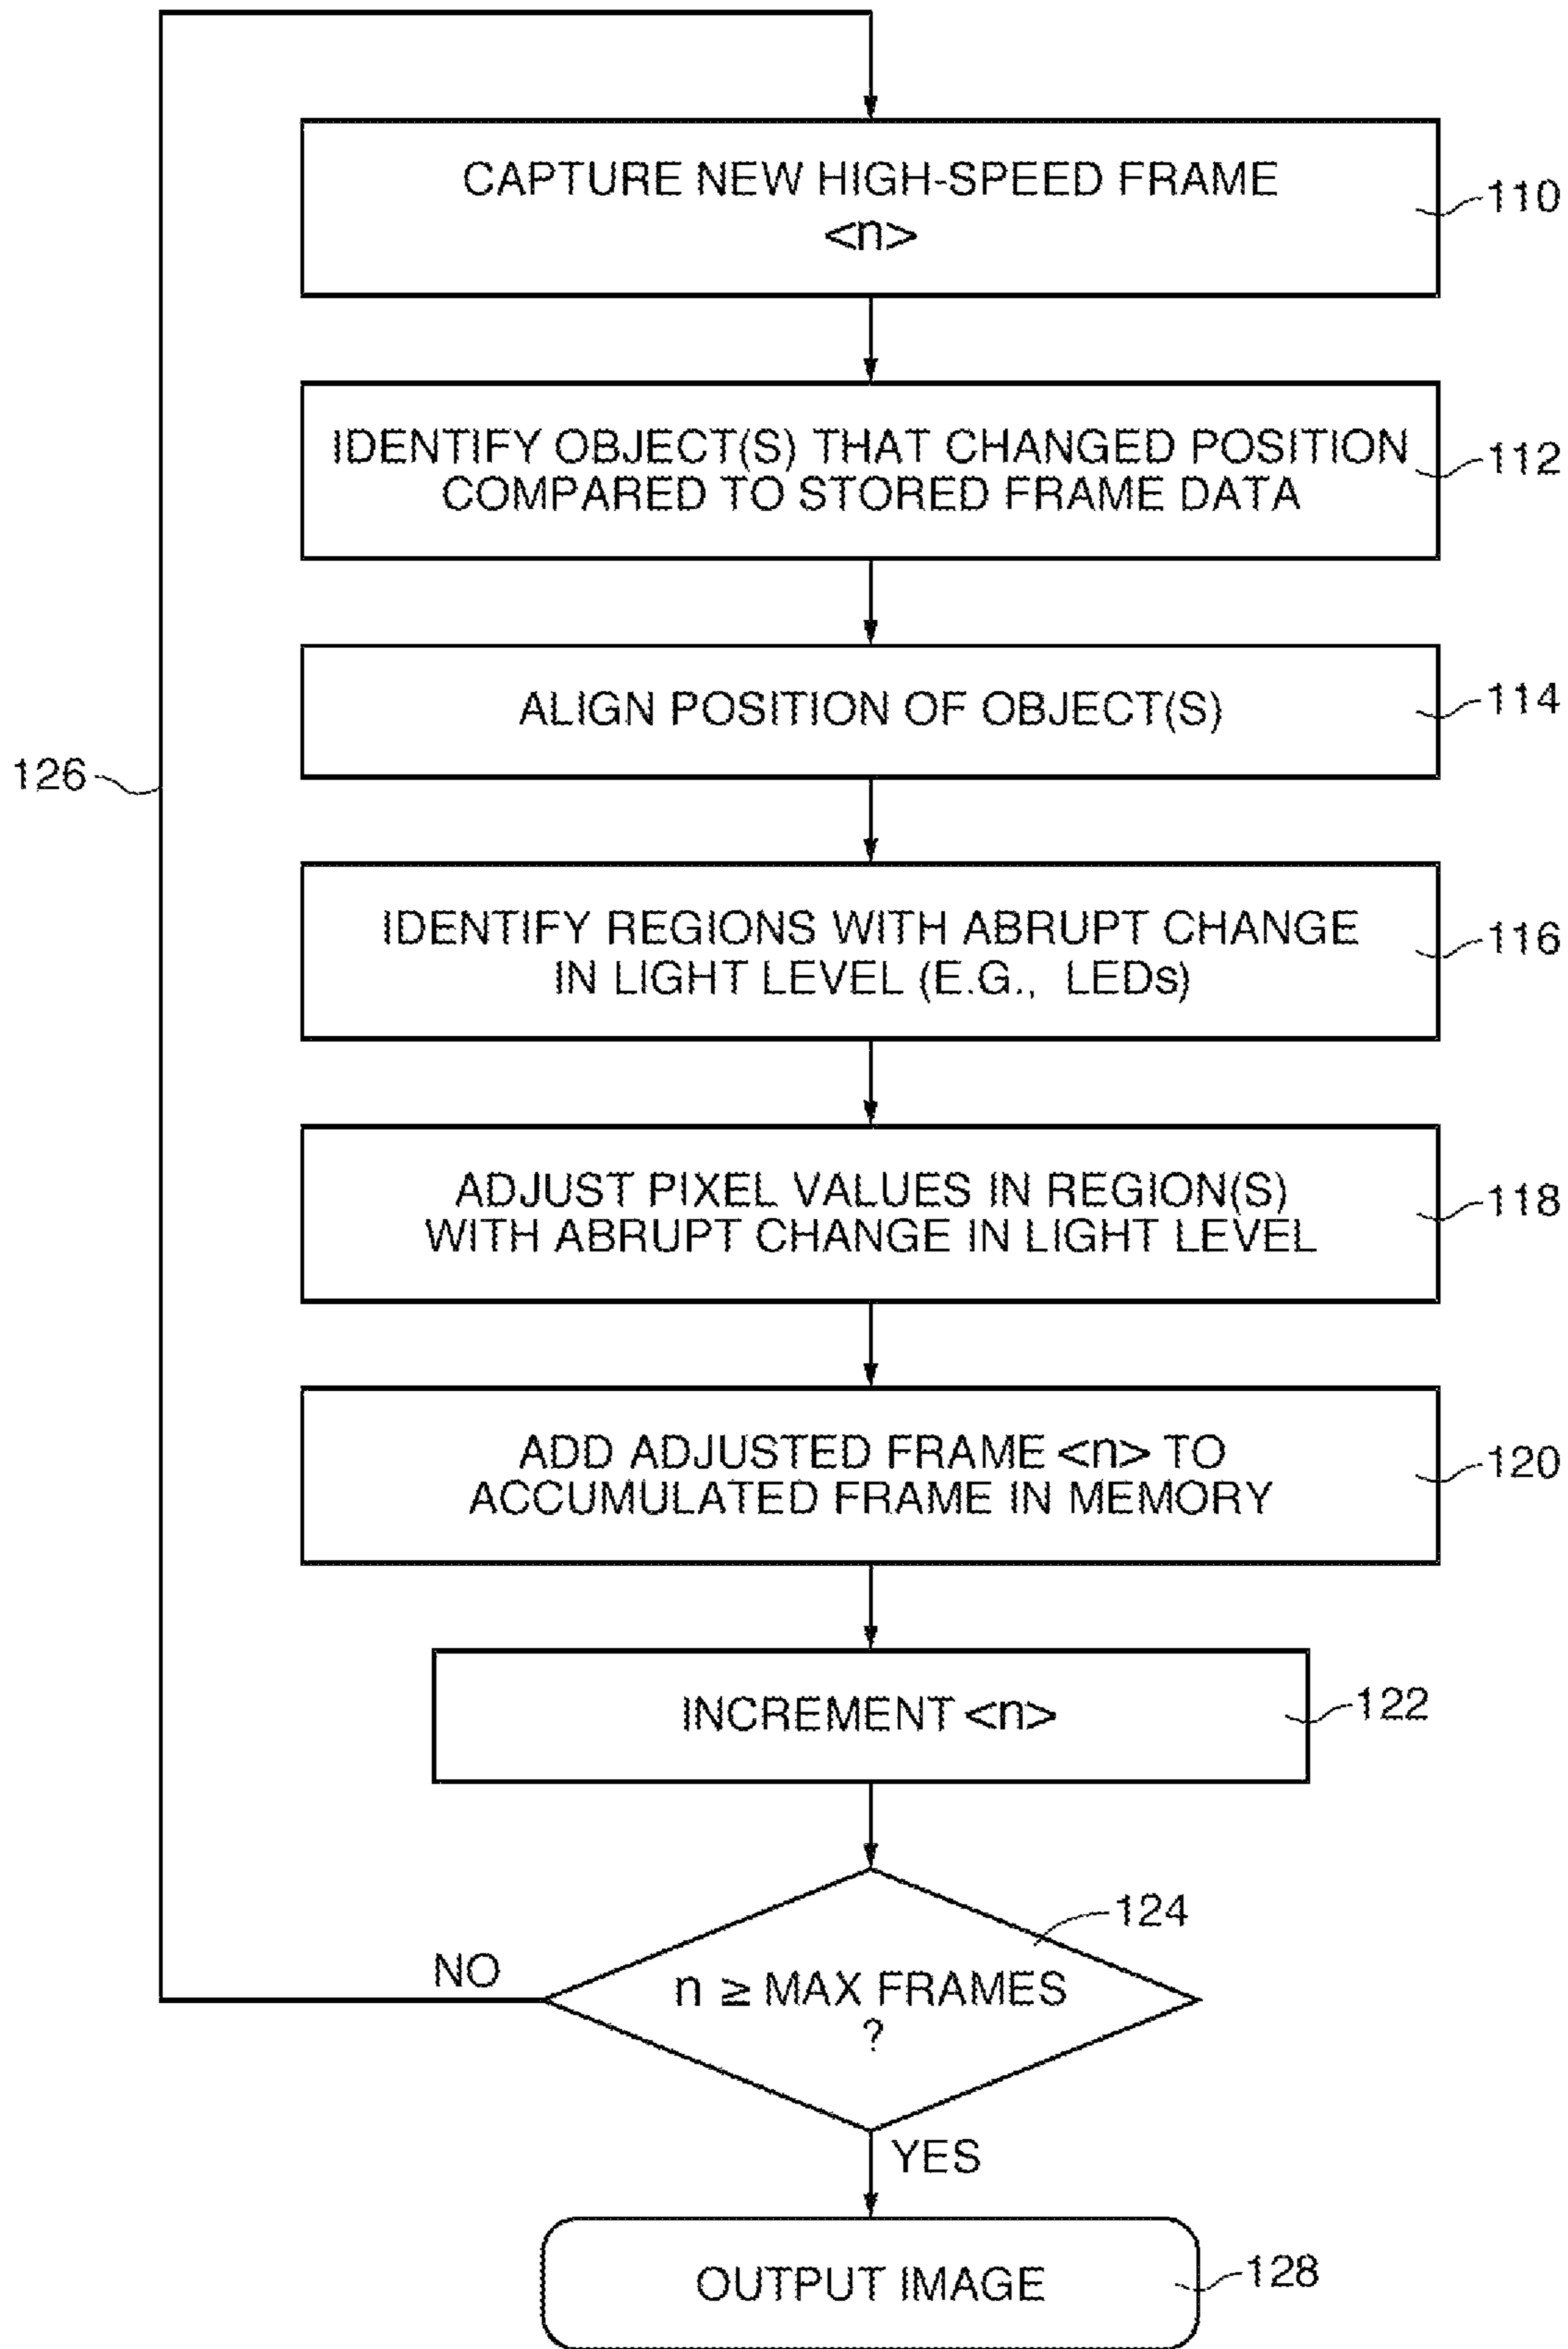 CAPTURE NEW HIGH-SPEED FRAME
<n>
110
IDENTIFY OBJECT(S) THAT CHANGED POSITION
COMPARED TO STORED FRAME DATA
112
ALIGN POSITION OF OBJECT(S)
114
126
IDENTIFY REGIONS WITH ABRUPT CHANGE
IN LIGHT LEVEL (E.G., LEDs)
116
ADJUST PIXEL VALUES IN REGION(S)
WITH ABRUPT CHANGE IN LIGHT LEVEL
118
ADD ADJUSTED FRAME <n> TO
ACCUMULATED FRAME IN MEMORY
120
INCREMENT <n>
122
124
NO
n ≥ MAX FRAMES
?
YES
OUTPUT IMAGE
128